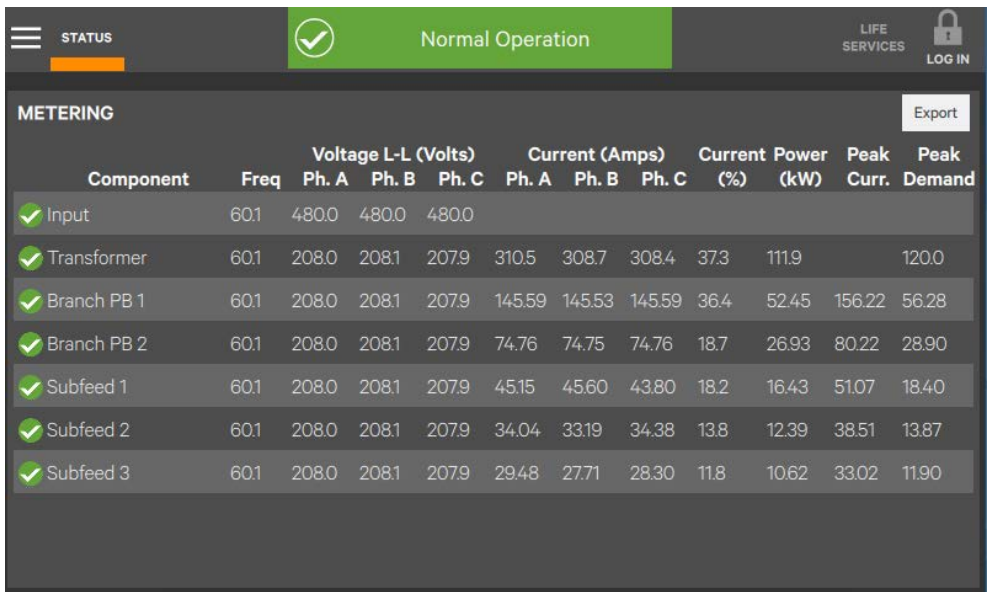 STATUS
Normal Operation
LIFE
SERVICES
LOG IN
METERING
Export
Voltage L-L (Volts) Current (Amps) Current Power Peak Peak
Component Freq Ph. A Ph. B Ph. C Ph. A Ph. B Ph. C (%) (kW) Curr. Demand
Input 60.1 480.0 480.0 480.0
Transformer 60.1 208.0 208.1 207.9 310.5 308.7 308.4 37.3 111.9 120.0
Branch PB 1 60.1 208.0 208.1 207.9 145.59 145.53 145.59 36.4 52.45 156.22 56.28
Branch PB 2 60.1 208.0 208.1 207.9 74.76 74.75 74.76 18.7 26.93 80.22 28.90
Subfeed 1 60.1 208.0 208.1 207.9 45.15 45.60 43.80 18.2 16.43 51.07 18.40
Subfeed 2 60.1 208.0 208.1 207.9 34.04 33.19 34.38 13.8 12.39 38.51 13.87
Subfeed 3 60.1 208.0 208.1 207.9 29.48 27.71 28.30 11.8 10.62 33.02 11.90